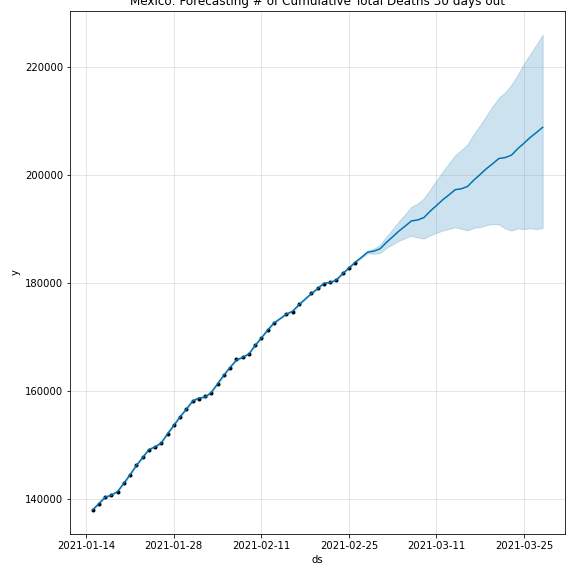 Mexico: Forecasting # of Cumulative Total Deaths 30 days out
220000
200000
180000
160000
140000
y
2021-01-14 2021-01-28 2021-02-11 2021-02-25 2021-03-11 2021-03-25
ds